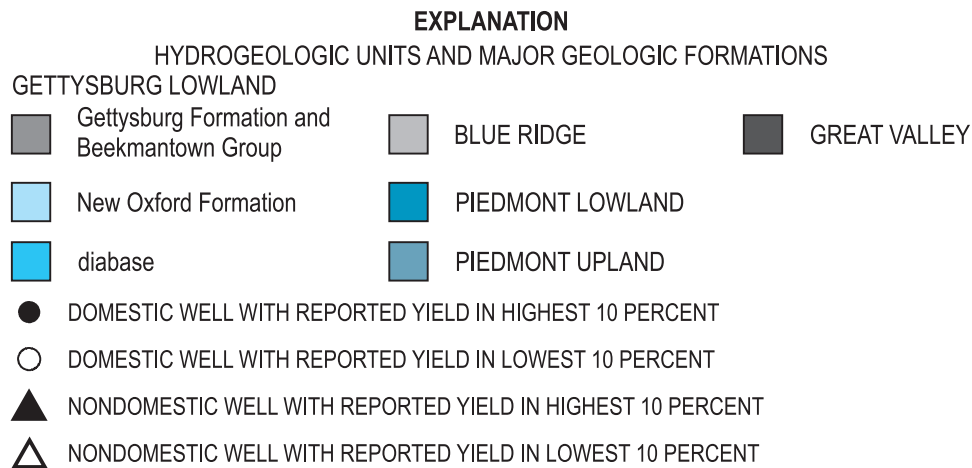 EXPLANATION
HYDROGEOLOGIC UNITS AND MAJOR GEOLOGIC FORMATIONS
GETTYSBURG LOWLAND
Gettysburg Formation and
Beekmantown Group
BLUE RIDGE
GREAT VALLEY
New Oxford Formation
PIEDMONT LOWLAND
diabase
PIEDMONT UPLAND
DOMESTIC WELL WITH REPORTED YIELD IN HIGHEST 10 PERCENT
DOMESTIC WELL WITH REPORTED YIELD IN LOWEST 10 PERCENT
NONDOMESTIC WELL WITH REPORTED YIELD IN HIGHEST 10 PERCENT
NONDOMESTIC WELL WITH REPORTED YIELD IN LOWEST 10 PERCENT